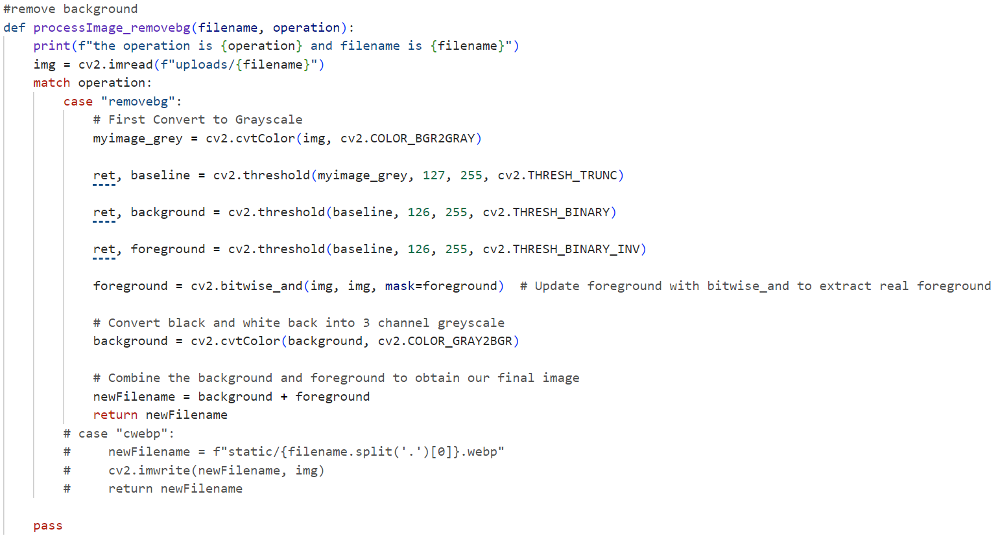 #remove background
def processImage_removebg(filename, operation):
    print(f"the operation is {operation} and filename is {filename}")
    img = cv2.imread(f"uploads/{filename}")
    match operation:
        case "removebg":
            # First Convert to Grayscale
            myimage_grey = cv2.cvtColor(img, cv2.COLOR_BGR2GRAY)
            ret, baseline = cv2.threshold(myimage_grey, 127, 255, cv2.THRESH_TRUNC)
            ret, background = cv2.threshold(baseline, 126, 255, cv2.THRESH_BINARY)
            ret, foreground = cv2.threshold(baseline, 126, 255, cv2.THRESH_BINARY_INV)
            foreground = cv2.bitwise_and(img, img, mask=foreground)  # Update foreground with bitwise_and to extract real foreground
            # Convert black and white back into 3 channel greyscale
            background = cv2.cvtColor(background, cv2.COLOR_GRAY2BGR)
            # Combine the background and foreground to obtain our final image
            newFilename = background + foreground
            return newFilename
        # case "cwebp":
        #     newFilename = f"static/{filename.split('.')[0]}.webp"
        #     cv2.imwrite(newFilename, img)
        #     return newFilename
    pass